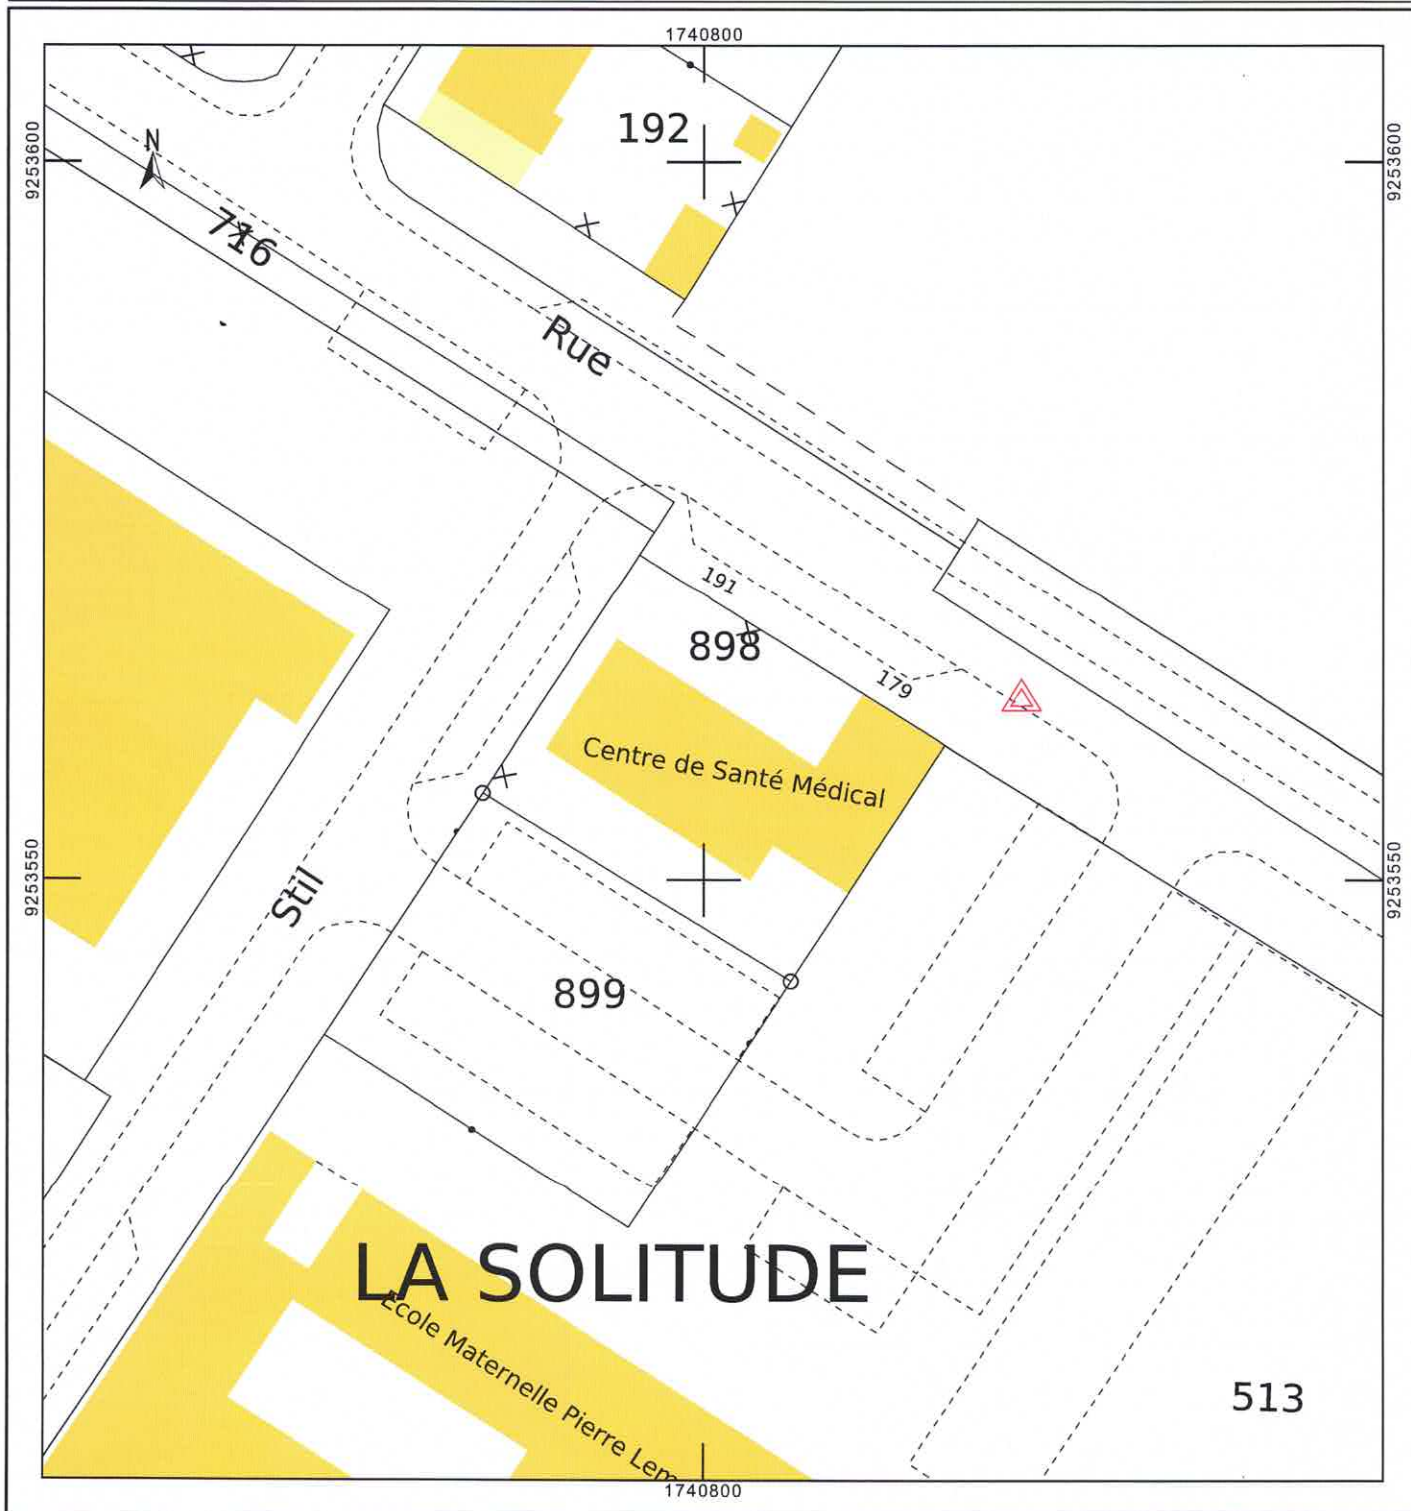 1740800
9253600
9253600
N
192
716
Rue
191
898
179
Centre de Santé Médical
9253550
9253550
Stil
899
LA SOLITUDE
École Maternelle Pierre Lem
513
1740800